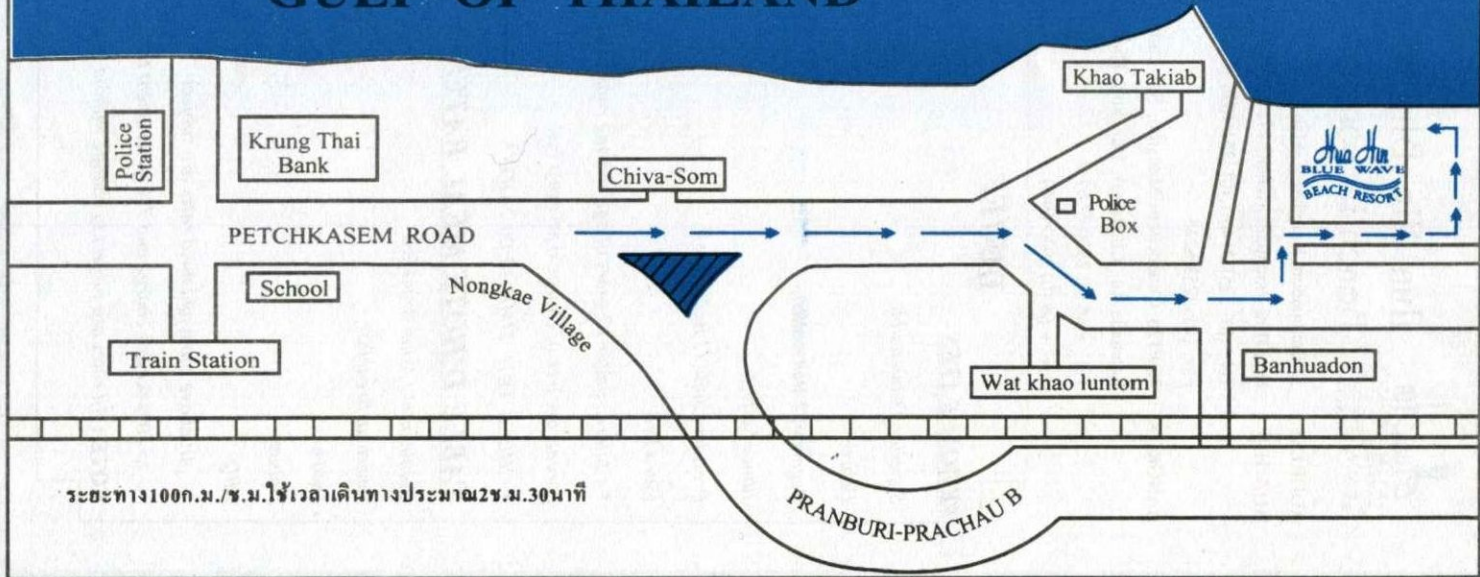 GULF OF THAILAND
Khao Takiab
Police
Station
Krung Thai
Bank
Chiva-Som
Hua Hin
BLUE WAVE
BEACH RESORT
Police
Box
PETCHKASEM ROAD
School
Nongkae Village
Train Station
Wat khao luntom
Banhuadon
PRANBURI-PRACHAU B
ระยะทาง100ก.ม./ช.ม.ใช้เวลาเดินทางประมาณ2ช.ม.30นาที